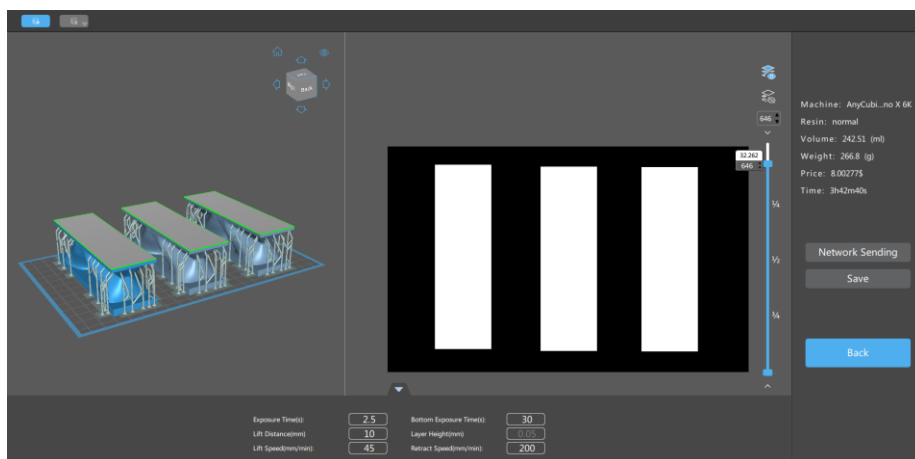 BACK
646
32.262
646
¼
½
¼
Machine: AnyCubi...no X 6K
Resin: normal
Volume: 242.51 (ml)
Weight: 266.8 (g)
Price: 8.00277$
Time: 3h42m40s
Network Sending
Save
Back
Exposure Time(s): 2.5 Bottom Exposure Time(s): 30
Lift Distance(mm) 10 Layer Height(mm) 0.05
Lift Speed(mm/min): 45 Retract Speed(mm/min): 200